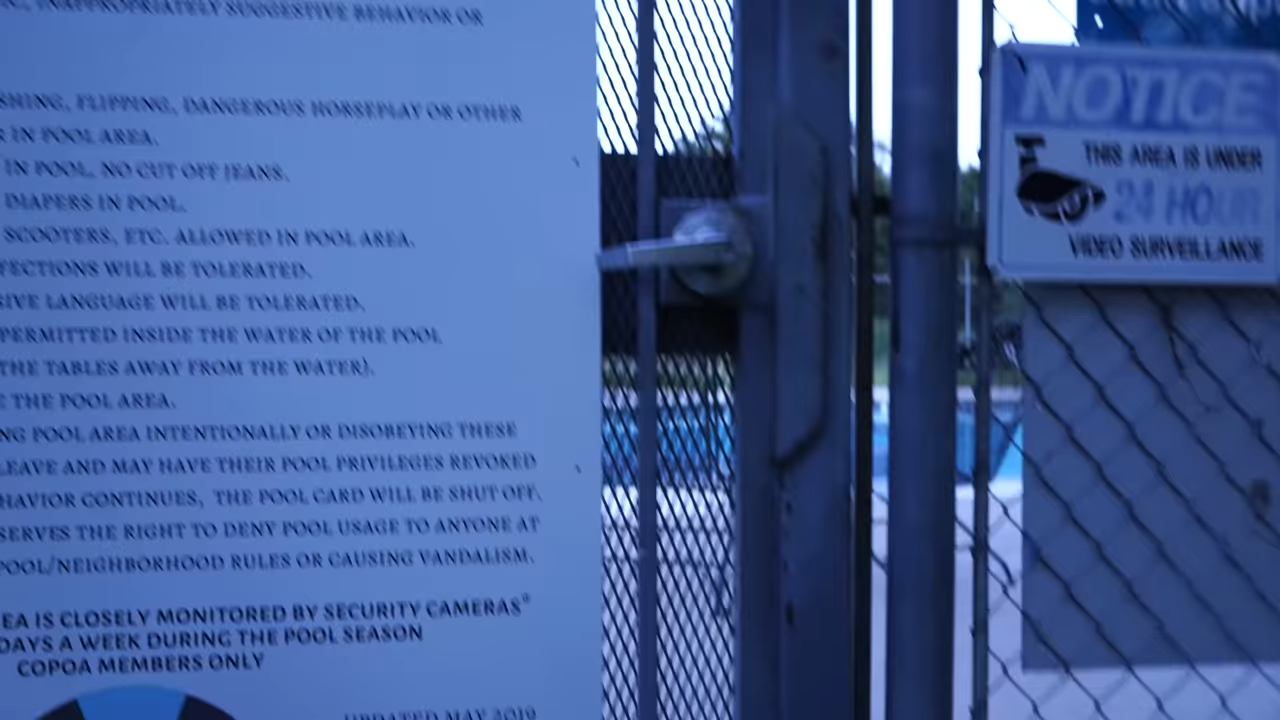 INAPPROPRIATELY SUGGESTIVE BEHAVIOR OR
SHING, FLIPPING, DANGEROUS HORSEPLAY OR OTHER
R IN POOL AREA.
IN POOL. NO CUT OFF JEANS.
DIAPERS IN POOL.
SCOOTERS, ETC. ALLOWED IN POOL AREA.
FECTIONS WILL BE TOLERATED.
SIVE LANGUAGE WILL BE TOLERATED.
PERMITTED INSIDE THE WATER OF THE POOL
THE TABLES AWAY FROM THE WATER).
E THE POOL AREA.
NG POOL AREA INTENTIONALLY OR DISOBEYING THESE
LEAVE AND MAY HAVE THEIR POOL PRIVILEGES REVOKED
HAVIOR CONTINUES, THE POOL CARD WILL BE SHUT OFF.
SERVES THE RIGHT TO DENY POOL USAGE TO ANYONE AT
POOL/NEIGHBORHOOD RULES OR CAUSING VANDALISM.
EA IS CLOSELY MONITORED BY SECURITY CAMERAS*
DAYS A WEEK DURING THE POOL SEASON
COPOA MEMBERS ONLY
UPDATED MAY 2019
NOTICE
THIS AREA IS UNDER
24 HOUR
VIDEO SURVEILLANCE